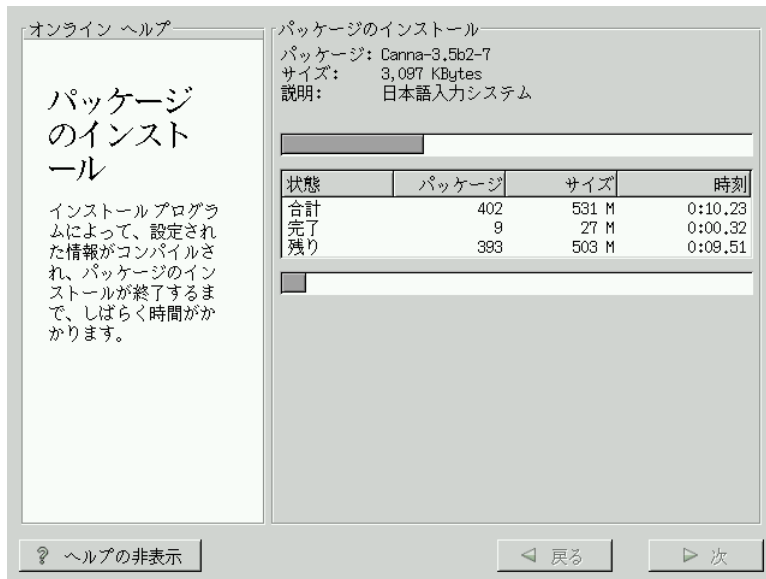 オンライン ヘルプ
パッケージ
のインスト
ール
インストール プログラ
ムによって、設定され
た情報がコンパイルさ
れ、パッケージのイン
ストールが終了するま
で、しばらく時間がか
かります。
パッケージのインストール
パッケージ: Canna-3.5b2-7
サイズ: 3,097 KBytes
説明: 日本語入力システム
状態 パッケージ サイズ 時刻
合計 402 531 M 0:10.23
完了 9 27 M 0:00.32
残り 393 503 M 0:09.51
? ヘルプの非表示
戻る
次